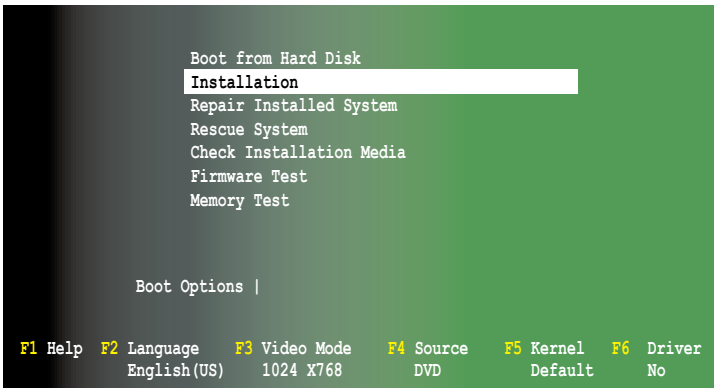 Boot from Hard Disk
Installation
Repair Installed System
Rescue System
Check Installation Media
Firmware Test
Memory Test
Boot Options |
F1 Help F2 Language F3 Video Mode F4 Source F5 Kernel F6 Driver
English(US) 1024 X768 DVD Default No